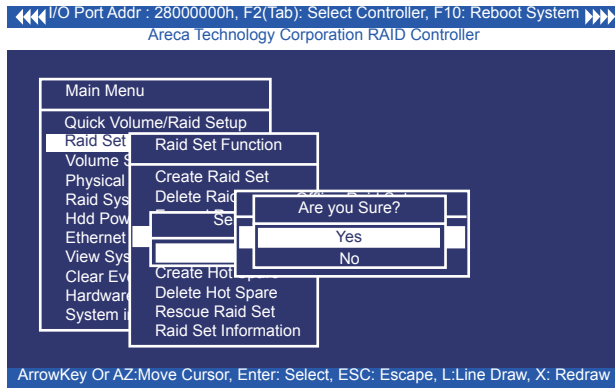 I/O Port Addr : 28000000h, F2(Tab): Select Controller, F10: Reboot System
Areca Technology Corporation RAID Controller
Main Menu
Quick Volume/Raid Setup
Raid Set
Volume
Physical
Raid Sys
Hdd Pow
Ethernet
View Sys
Clear Ev
Hardware
System i
Raid Set Function
Create Raid Set
Delete Raid
Create Hot
Delete Hot Spare
Rescue Raid Set
Raid Set Information
Se
Are you Sure?
Yes
No
ArrowKey Or AZ:Move Cursor, Enter: Select, ESC: Escape, L:Line Draw, X: Redraw